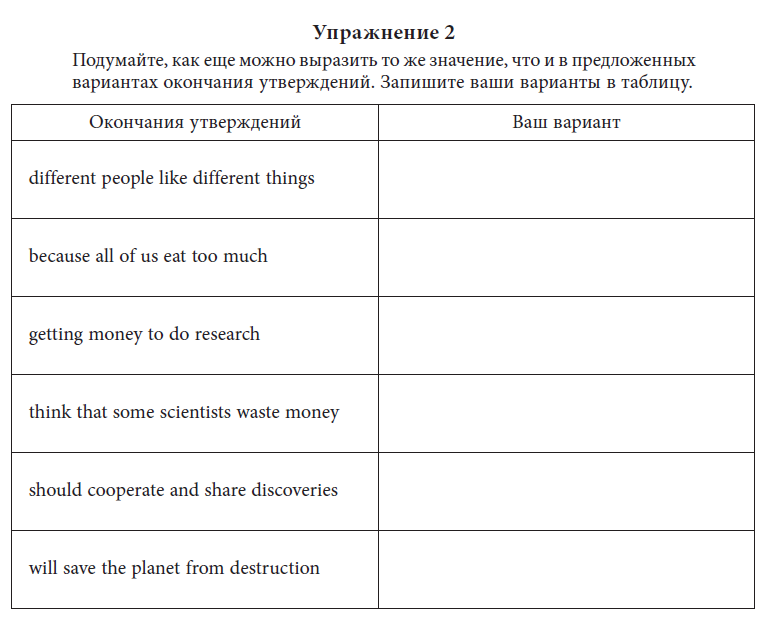 Упражнение 2
Подумайте, как еще можно выразить то же значение, что и в предложенных
вариантах окончания утверждений. Запишите ваши варианты в таблицу.
Окончания утверждений
Ваш вариант
different people like different things
because all of us eat too much
getting money to do research
think that some scientists waste money
should cooperate and share discoveries
will save the planet from destruction